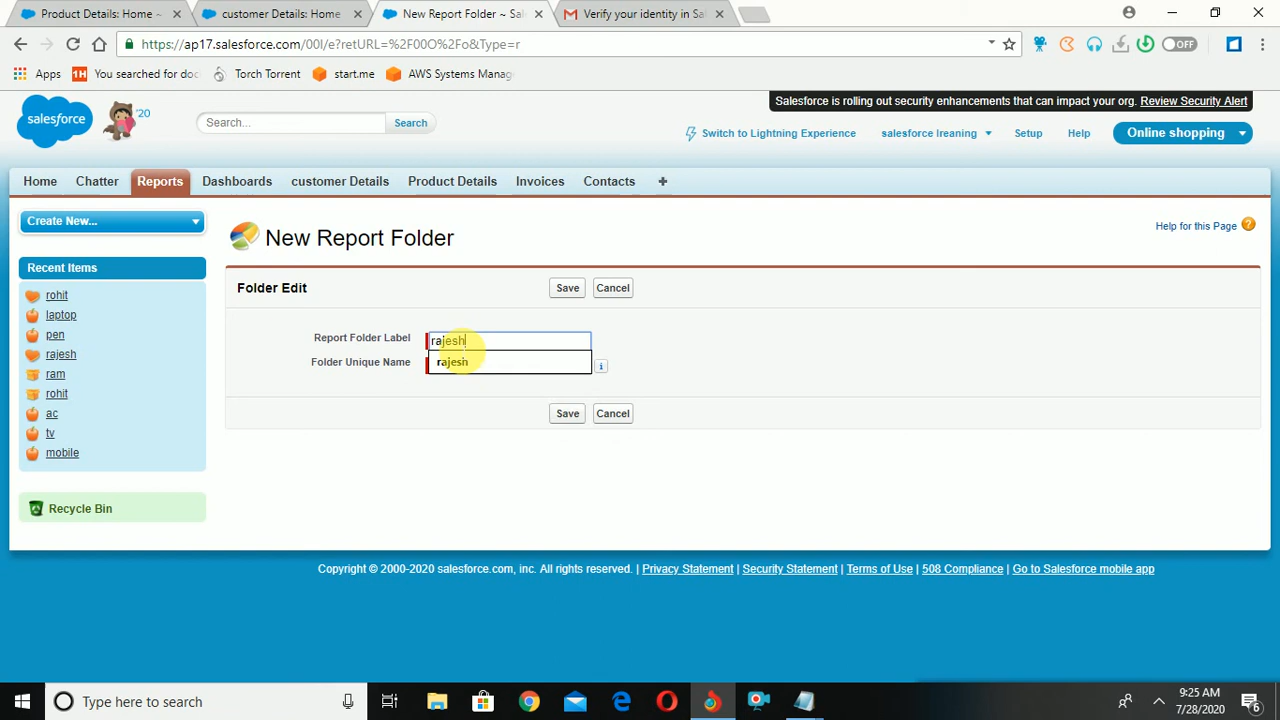 Product Details: Home ~
customer Details: Home
New Report Folder ~ Sale
Verify your identity in Sal
https://ap17.salesforce.com/00l/e?retURL=%2F00O%2Fo&Type=r
OFF
Apps
You searched for doc
Torch Torrent
start.me
AWS Systems Manag
Salesforce is rolling out security enhancements that can impact your org. Review Security Alert
salesforce
'20
Search...
Search
Switch to Lightning Experience
salesforce lreaning
Setup
Help
Online shopping
Home
Chatter
Reports
Dashboards
customer Details
Product Details
Invoices
Contacts
Create New...
New Report Folder
Help for this Page
Recent Items
rohit
laptop
pen
rajesh
ram
rohit
ac
tv
mobile
Recycle Bin
Folder Edit
Save
Cancel
Report Folder Label
rajesh
Folder Unique Name
rajesh
Save
Cancel
Copyright © 2000-2020 salesforce.com, inc. All rights reserved. | Privacy Statement | Security Statement | Terms of Use | 508 Compliance | Go to Salesforce mobile app
Type here to search
9:25 AM
7/28/2020
6